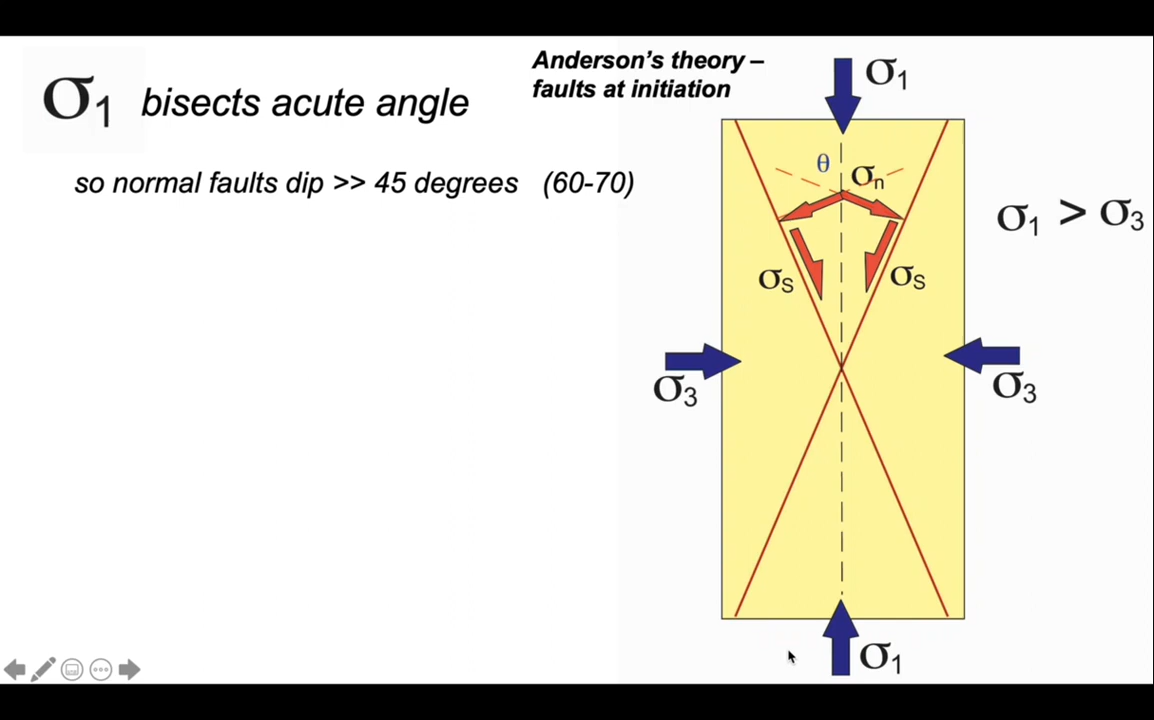 Anderson’s theory –
faults at initiation
σ1 bisects acute angle
so normal faults dip >> 45 degrees (60-70)
σ1
θ
σn
σ1 > σ3
σs σs
σ3 σ3
σ1